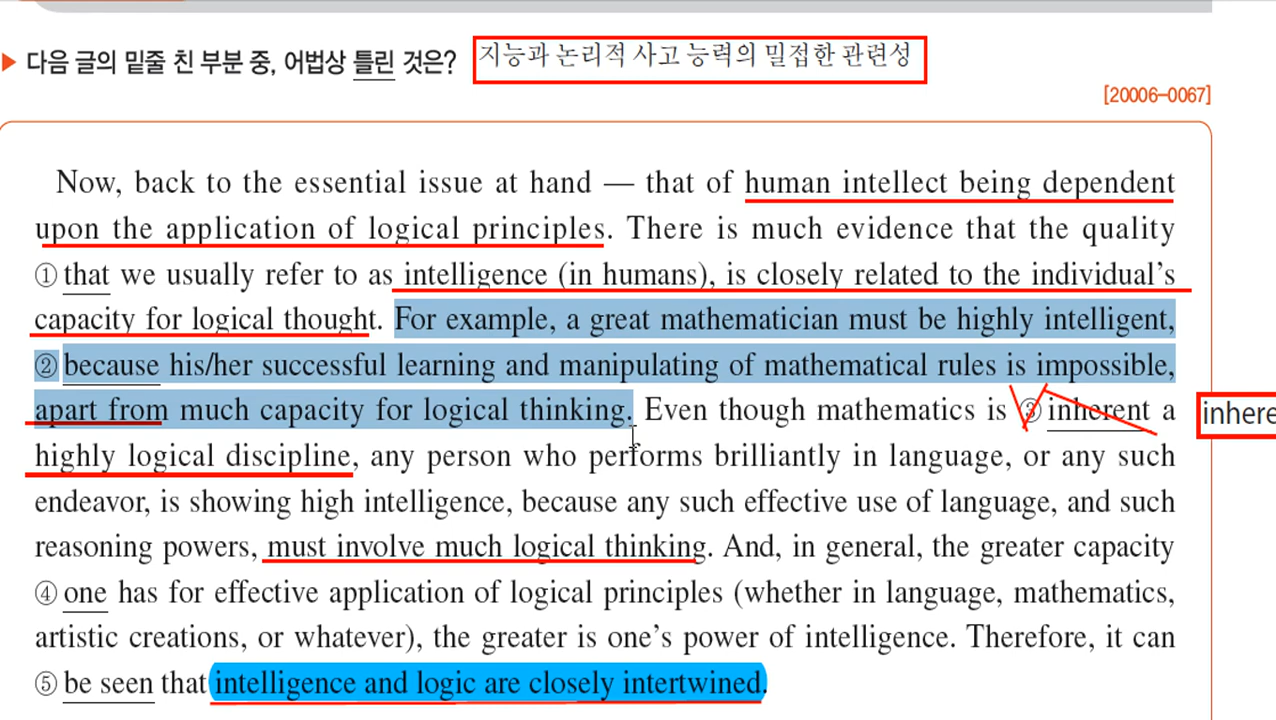 ▶ 다음 글의 밑줄 친 부분 중, 어법상 틀린 것은?
지능과 논리적 사고 능력의 밀접한 관련성
[20006-0067]
Now, back to the essential issue at hand — that of human intellect being dependent
upon the application of logical principles. There is much evidence that the quality
① that we usually refer to as intelligence (in humans), is closely related to the individual's
capacity for logical thought. For example, a great mathematician must be highly intelligent,
② because his/her successful learning and manipulating of mathematical rules is impossible,
apart from much capacity for logical thinking. Even though mathematics is ③ inherent a
inhere
highly logical discipline, any person who performs brilliantly in language, or any such
endeavor, is showing high intelligence, because any such effective use of language, and such
reasoning powers, must involve much logical thinking. And, in general, the greater capacity
④ one has for effective application of logical principles (whether in language, mathematics,
artistic creations, or whatever), the greater is one's power of intelligence. Therefore, it can
⑤ be seen that intelligence and logic are closely intertwined.